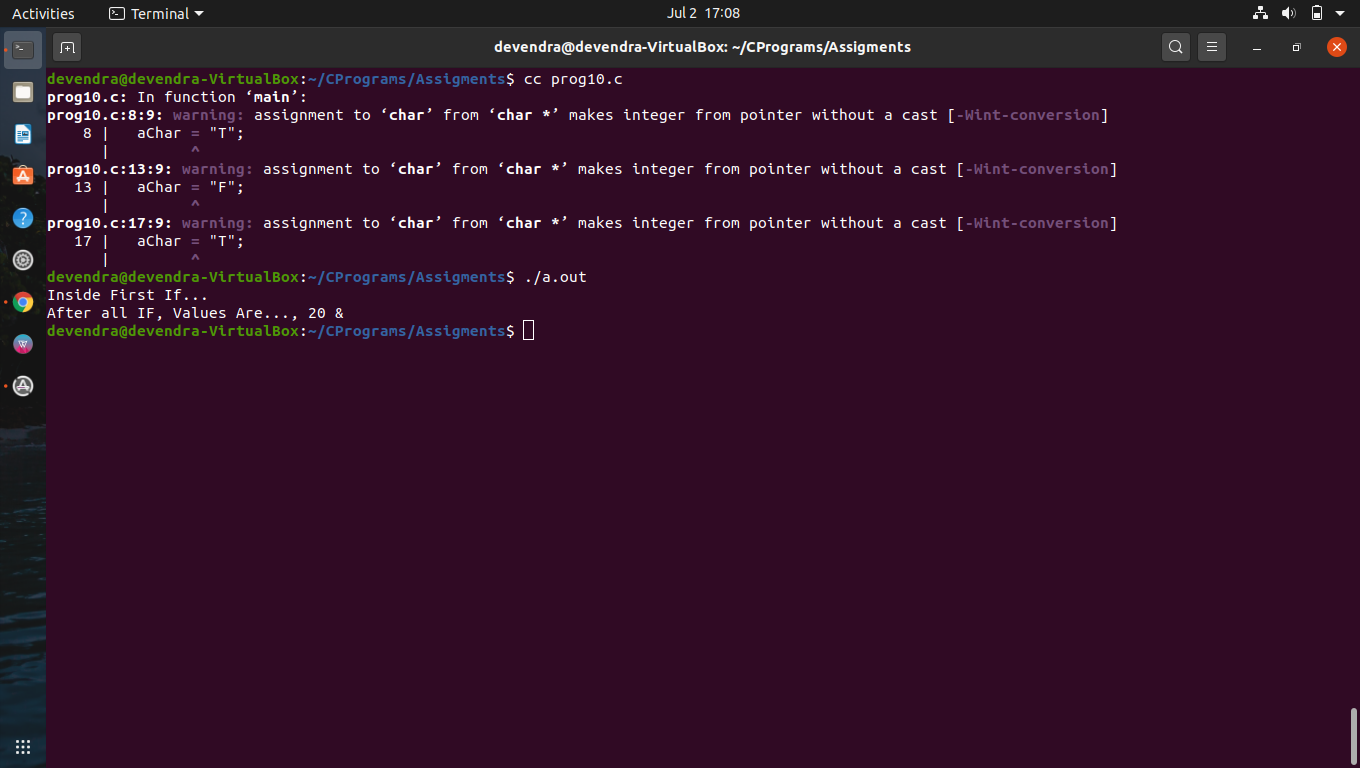 Activities Terminal Jul 2 17:08
devendra@devendra-VirtualBox: ~/CPrograms/Assigments
devendra@devendra-VirtualBox:~/CPrograms/Assigments$ cc prog10.c
prog10.c: In function ‘main’:
prog10.c:8:9: warning: assignment to ‘char’ from ‘char *’ makes integer from pointer without a cast [-Wint-conversion]
    8 |   aChar = "T";
      |         ^
prog10.c:13:9: warning: assignment to ‘char’ from ‘char *’ makes integer from pointer without a cast [-Wint-conversion]
   13 |   aChar = "F";
      |         ^
prog10.c:17:9: warning: assignment to ‘char’ from ‘char *’ makes integer from pointer without a cast [-Wint-conversion]
   17 |   aChar = "T";
      |         ^
devendra@devendra-VirtualBox:~/CPrograms/Assigments$ ./a.out
Inside First If...
After all IF, Values Are..., 20 &
devendra@devendra-VirtualBox:~/CPrograms/Assigments$